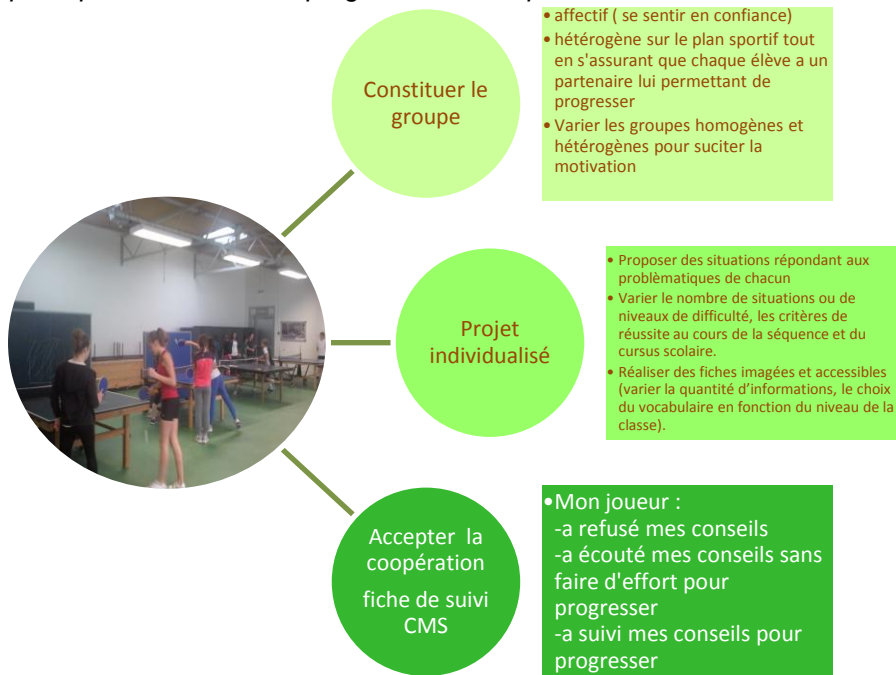 Constituer le
groupe
• affectif ( se sentir en confiance)
• hétérogène sur le plan sportif tout
en s'assurant que chaque élève a un
partenaire lui permettant de
progresser
• Varier les groupes homogènes et
hétérogènes pour suciter la
motivation
Projet
individualisé
• Proposer des situations répondant aux
problèmatiques de chacun
• Varier le nombre de situations ou de
niveaux de difficulté, les critères de
réussite au cours de la séquence et du
cursus scolaire.
• Réaliser des fiches imagées et accessibles
(varier la quantité d'informations, le choix
du vocabulaire en fonction du niveau de la
classe).
Accepter la
coopération
fiche de suivi
CMS
•Mon joueur :
-a refusé mes conseils
-a écouté mes conseils sans
faire d'effort pour
progresser
-a suivi mes conseils pour
progresser